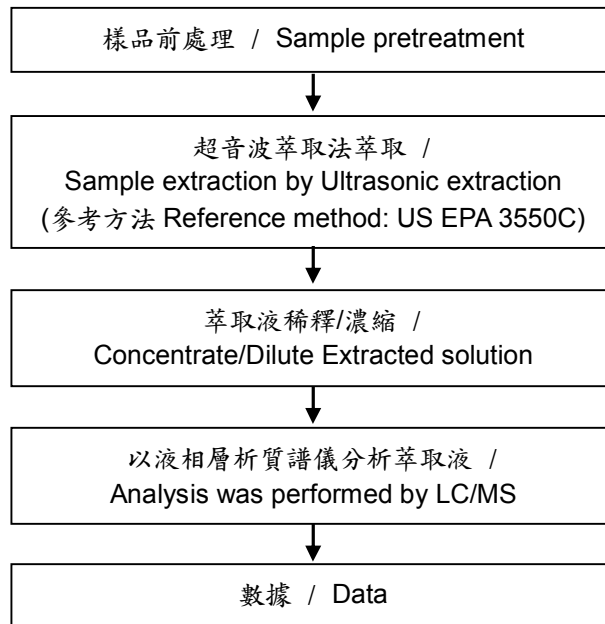 樣品前處理 / Sample pretreatment
超音波萃取法萃取 /
Sample extraction by Ultrasonic extraction
(參考方法 Reference method: US EPA 3550C)
萃取液稀釋/濃縮 /
Concentrate/Dilute Extracted solution
以液相層析質譜儀分析萃取液 /
Analysis was performed by LC/MS
數據 / Data